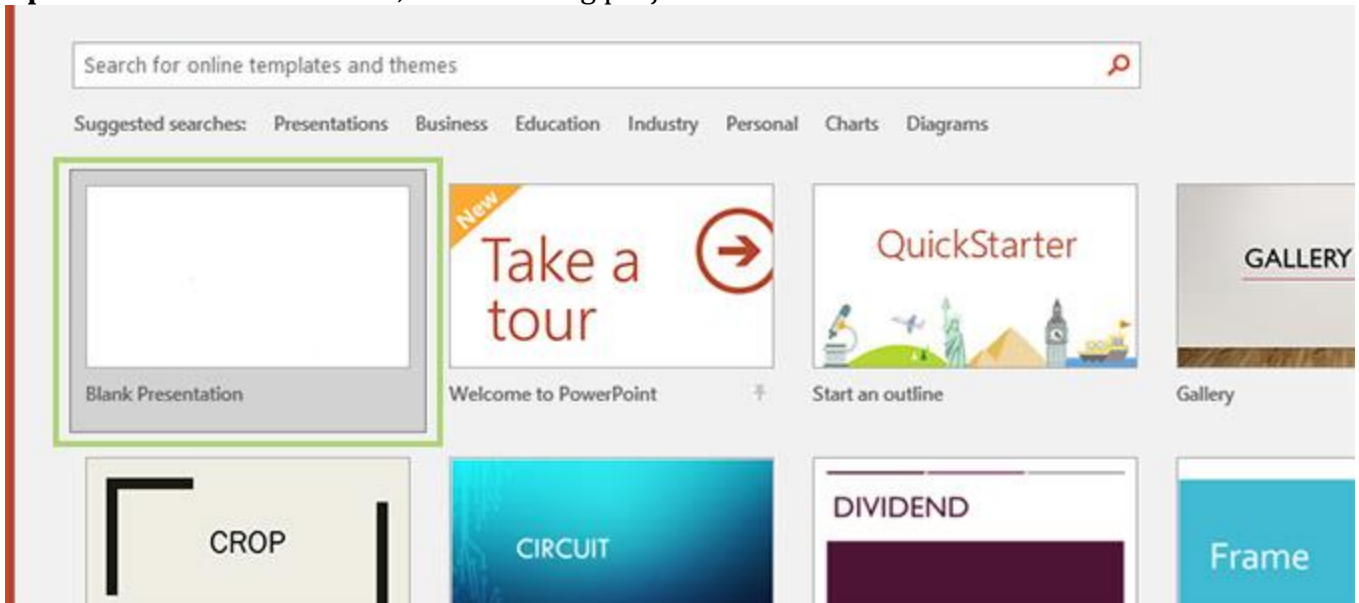 Search for online templates and themes
Suggested searches: Presentations Business Education Industry Personal Charts Diagrams
New
Take a
tour
QuickStarter
GALLERY
Blank Presentation
Welcome to PowerPoint
Start an outline
Gallery
CROP
CIRCUIT
DIVIDEND
Frame